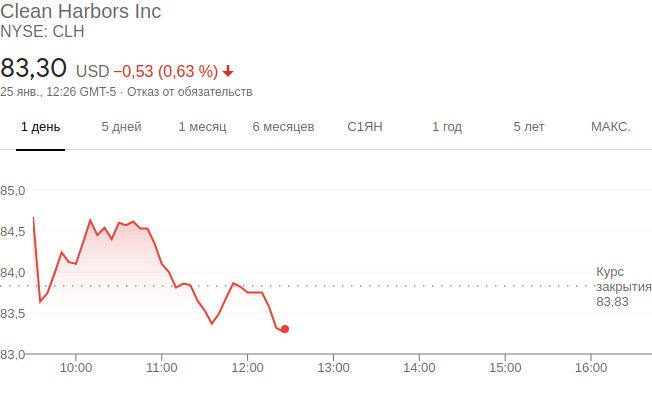 Clean Harbors Inc
NYSE: CLH
83,30 USD −0,53 (0,63 %)
25 янв., 12:26 GMT-5 · Отказ от обязательств
1 день 5 дней 1 месяц 6 месяцев С1ЯН 1 год 5 лет МАКС.
85,0
84,5
84,0
Курс
закрытия
83,83
83,5
83,0
10:00 11:00 12:00 13:00 14:00 15:00 16:00